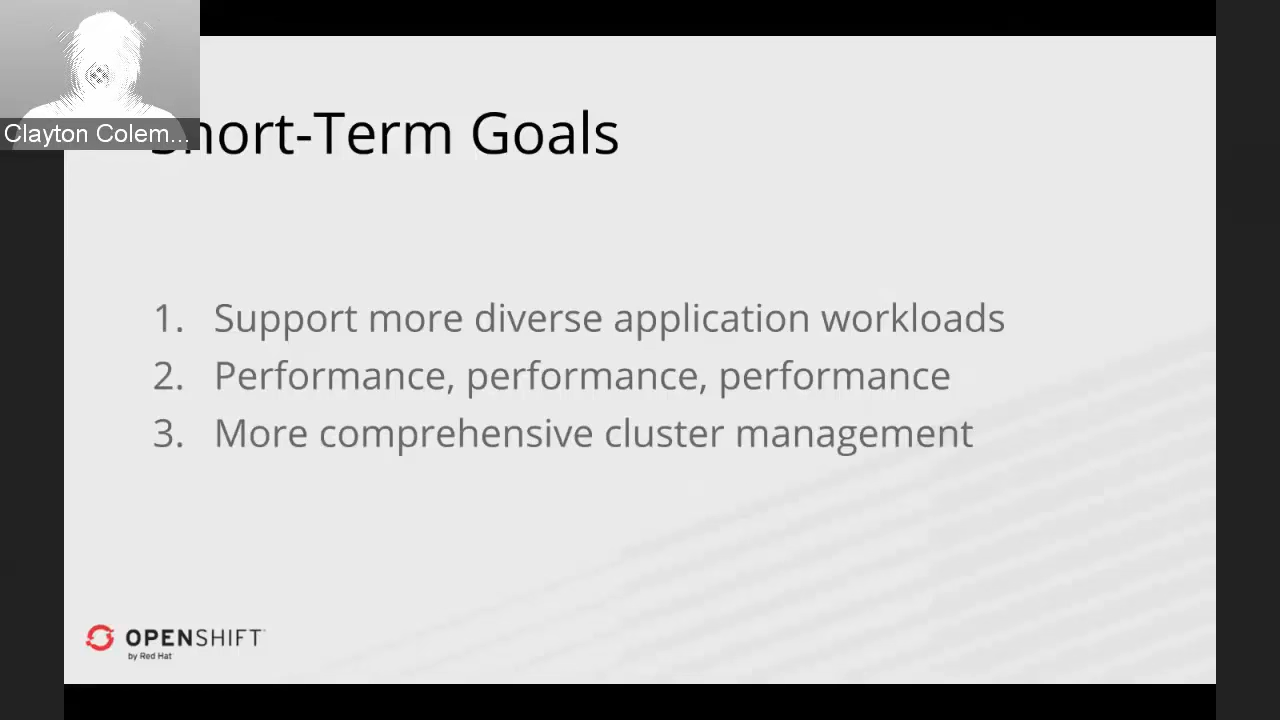 Clayton Colem...
Short-Term Goals
1. Support more diverse application workloads
2. Performance, performance, performance
3. More comprehensive cluster management
OPENSHIFT
by Red Hat